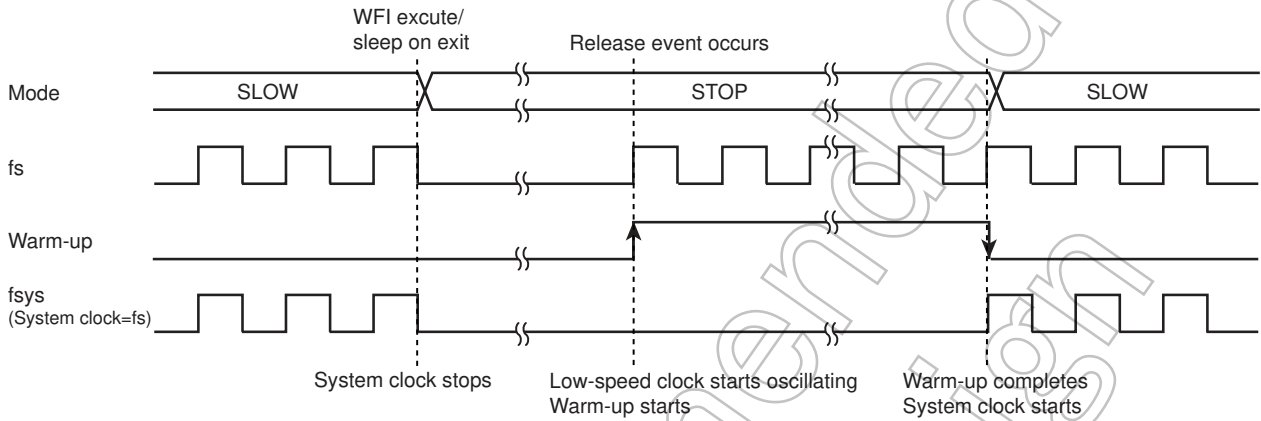 WFI excute/
sleep on exit
Release event occurs
Mode
SLOW
STOP
SLOW
fs
Warm-up
fsys
(System clock=fs)
System clock stops
Low-speed clock starts oscillating
Warm-up starts
Warm-up completes
System clock starts